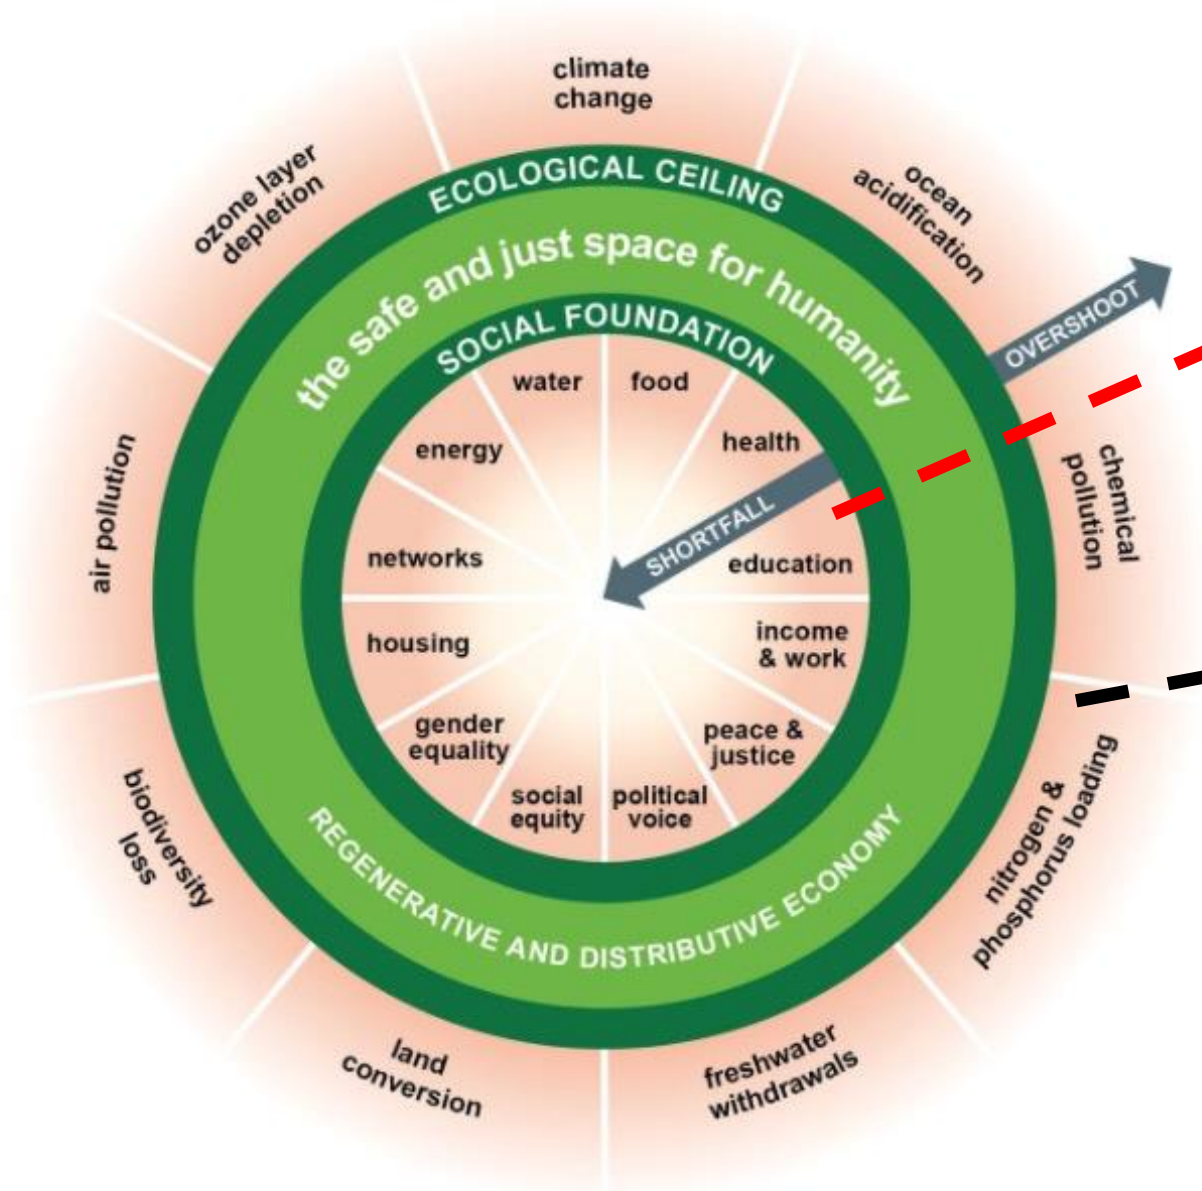 climate
change
ocean
acidification
OVERSHOOT
chemical
pollution
nitrogen &
phosphorus loading
freshwater
withdrawals
land
conversion
biodiversity
loss
air pollution
ozone layer
depletion
ECOLOGICAL CEILING
the safe and just space for humanity
SOCIAL FOUNDATION
water
food
health
SHORTFALL
education
income
& work
peace &
justice
political
voice
social
equity
gender
equality
housing
networks
energy
REGENERATIVE AND DISTRIBUTIVE ECONOMY